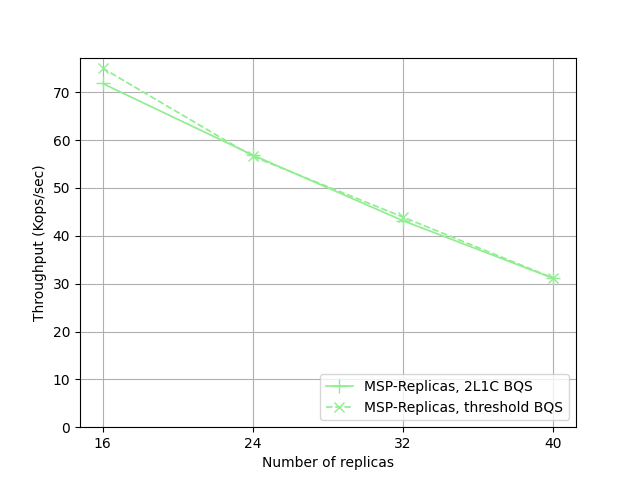 70
60
50
40
30
20
10
0
Throughput (Kops/sec)
MSP-Replicas, 2L1C BQS
MSP-Replicas, threshold BQS
16 24 32 40
Number of replicas